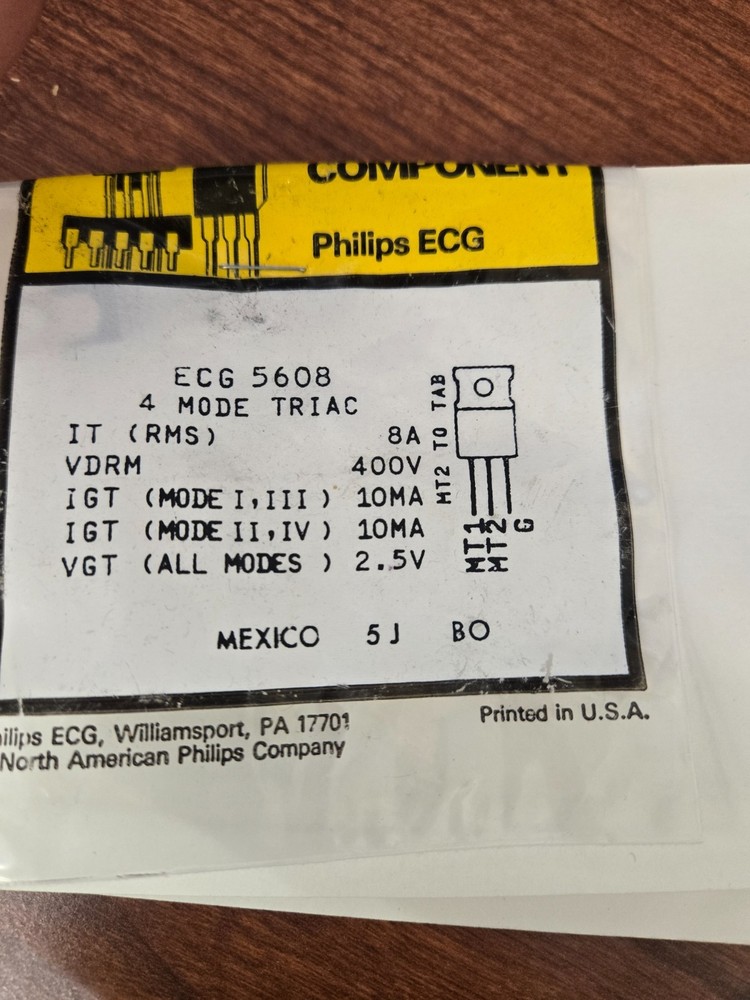 COMPONENT
Philips ECG
ECG 5608
4 MODE TRIAC
IT (RMS) 8A
VDRM 400V
IGT (MODE I,III ) 10MA
IGT (MODE II,IV ) 10MA
VGT (ALL MODES ) 2.5V
MT2 TO TAB
MT1
MT2
G
MEXICO 5J BO
Printed in U.S.A.
ECG, Williamsport, PA 17701
North American Philips Company